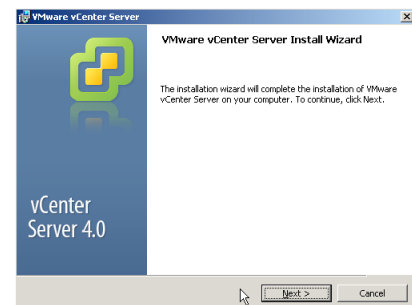 VMware vCenter Server
VMware vCenter Server Install Wizard
The installation wizard will complete the installation of VMware
vCenter Server on your computer. To continue, click Next.
vCenter
Server 4.0
Next >
Cancel